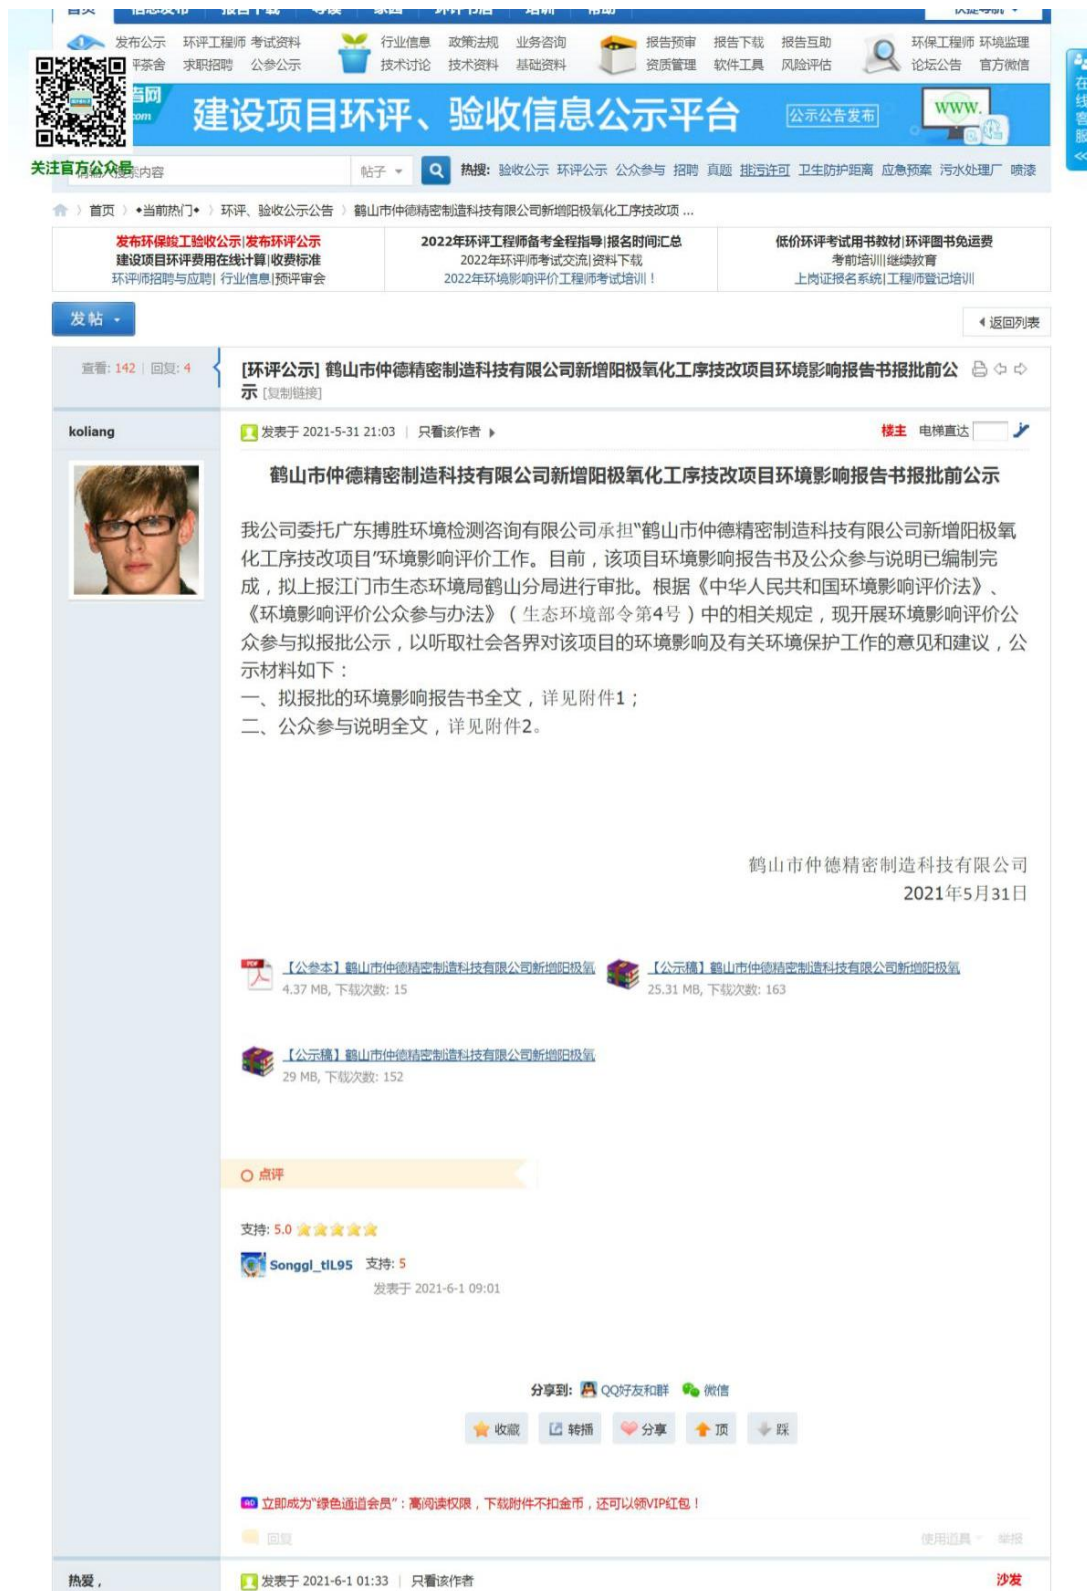 首页 信息发布 报告下载 导读 家园 环评书店 培训 帮助 快捷导航
发布公示 环评工程师 考试资料 行业信息 政策法规 业务咨询 报告预审 报告下载 报告互助 环保工程师 环境监理
环评茶舍 求职招聘 公参公示 技术讨论 技术资料 基础资料 资质管理 软件工具 风险评估 论坛公告 官方微信
在线客服
建设项目环评、验收信息公示平台 公示公告发布 WWW.
关注官方公众号
请输入搜索内容 帖子 热搜: 验收公示 环评公示 公众参与 招聘 真题 排污许可 卫生防护距离 应急预案 污水处理厂 喷漆
首页 〉 •当前热门• 〉 环评、验收公示公告 〉 鹤山市仲德精密制造科技有限公司新增阳极氧化工序技改项 ...
发布环保竣工验收公示|发布环评公示 2022年环评工程师备考全程指导|报名时间汇总 低价环评考试用书教材|环评图书免运费
建设项目环评费用在线计算|收费标准 2022年环评师考试交流|资料下载 考前培训|继续教育
环评师招聘与应聘| 行业信息|预评审会 2022年环境影响评价工程师考试培训！ 上岗证报名系统|工程师登记培训
发帖 返回列表
查看: 142 | 回复: 4 [环评公示] 鹤山市仲德精密制造科技有限公司新增阳极氧化工序技改项目环境影响报告书报批前公
示 [复制链接]
koliang 发表于 2021-5-31 21:03 | 只看该作者 楼主 电梯直达
鹤山市仲德精密制造科技有限公司新增阳极氧化工序技改项目环境影响报告书报批前公示
我公司委托广东搏胜环境检测咨询有限公司承担“鹤山市仲德精密制造科技有限公司新增阳极氧
化工序技改项目”环境影响评价工作。目前，该项目环境影响报告书及公众参与说明已编制完
成，拟上报江门市生态环境局鹤山分局进行审批。根据《中华人民共和国环境影响评价法》、
《环境影响评价公众参与办法》（生态环境部令第4号）中的相关规定，现开展环境影响评价公
众参与拟报批公示，以听取社会各界对该项目的环境影响及有关环境保护工作的意见和建议，公
示材料如下：
一、拟报批的环境影响报告书全文，详见附件1；
二、公众参与说明全文，详见附件2。
鹤山市仲德精密制造科技有限公司
2021年5月31日
【公参本】鹤山市仲德精密制造科技有限公司新增阳极氧 【公示稿】鹤山市仲德精密制造科技有限公司新增阳极氧
4.37 MB, 下载次数: 15 25.31 MB, 下载次数: 163
【公示稿】鹤山市仲德精密制造科技有限公司新增阳极氧
29 MB, 下载次数: 152
点评
支持: 5.0
Songgl_tlL95 支持: 5
发表于 2021-6-1 09:01
分享到: QQ好友和群 微信
收藏 转播 分享 顶 踩
AD 立即成为“绿色通道会员”：高阅读权限，下载附件不扣金币，还可以领VIP红包！
回复 使用道具 举报
热爱， 发表于 2021-6-1 01:33 | 只看该作者 沙发